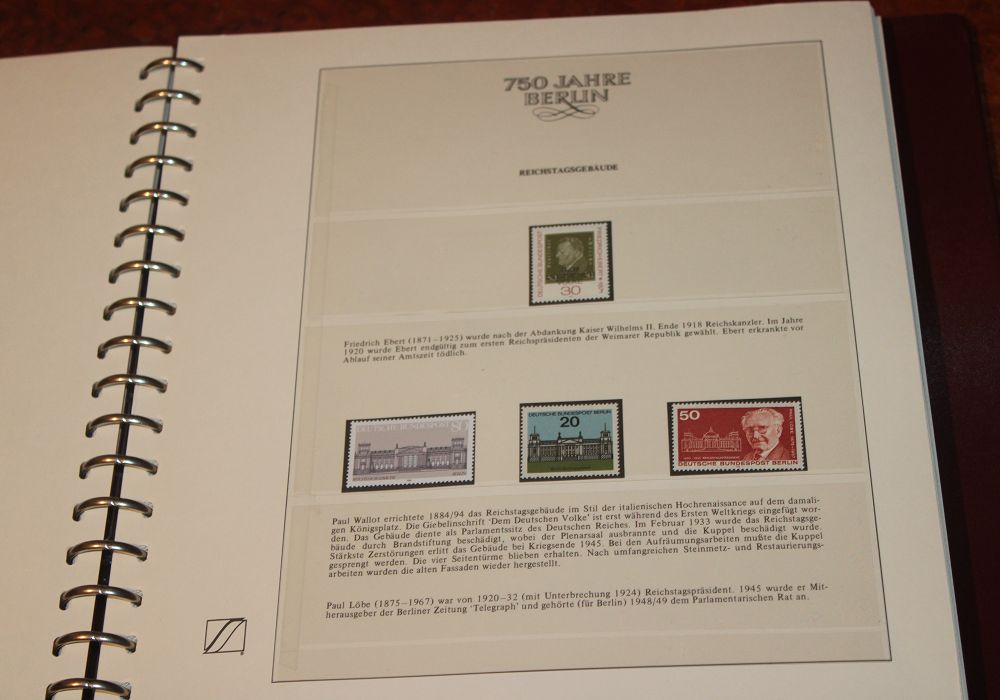 750 JAHRE
BERLIN
REICHSTAGSGEBÄUDE
DEUTSCHE BUNDESPOST
FRIEDRICH EBERT
30
Friedrich Ebert (1871–1925) wurde nach der Abdankung Kaiser Wilhelms II. Ende 1918 Reichskanzler. Im Jahre
1920 wurde Ebert endgültig zum ersten Reichspräsidenten der Weimarer Republik gewählt. Ebert erkrankte vor
Ablauf seiner Amtszeit tödlich.
DEUTSCHE BUNDESPOST
80
DEUTSCHE BUNDESPOST BERLIN
20
50
DEUTSCHE BUNDESPOST BERLIN
Paul Wallot errichtete 1884/94 das Reichstagsgebäude im Stil der italienischen Hochrenaissance auf dem damali-
gen Königsplatz. Die Giebelinschrift 'Dem Deutschen Volke' ist erst während des Ersten Weltkriegs eingefügt wor-
den. Das Gebäude diente als Parlamentssitz des Deutschen Reiches. Im Februar 1933 wurde das Reichstagsge-
bäude durch Brandstiftung beschädigt, wobei der Plenarsaal ausbrannte und die Kuppel beschädigt wurde.
Stärkste Zerstörungen erlitt das Gebäude bei Kriegsende 1945. Bei den Aufräumungsarbeiten mußte die Kuppel
gesprengt werden. Die vier Seitentürme blieben erhalten. Nach umfangreichen Steinmetz- und Restaurierungs-
arbeiten wurden die alten Fassaden wieder hergestellt.
Paul Löbe (1875–1967) war von 1920–32 (mit Unterbrechung 1924) Reichstagspräsident. 1945 wurde er Mit-
herausgeber der Berliner Zeitung 'Telegraph' und gehörte (für Berlin) 1948/49 dem Parlamentarischen Rat an.